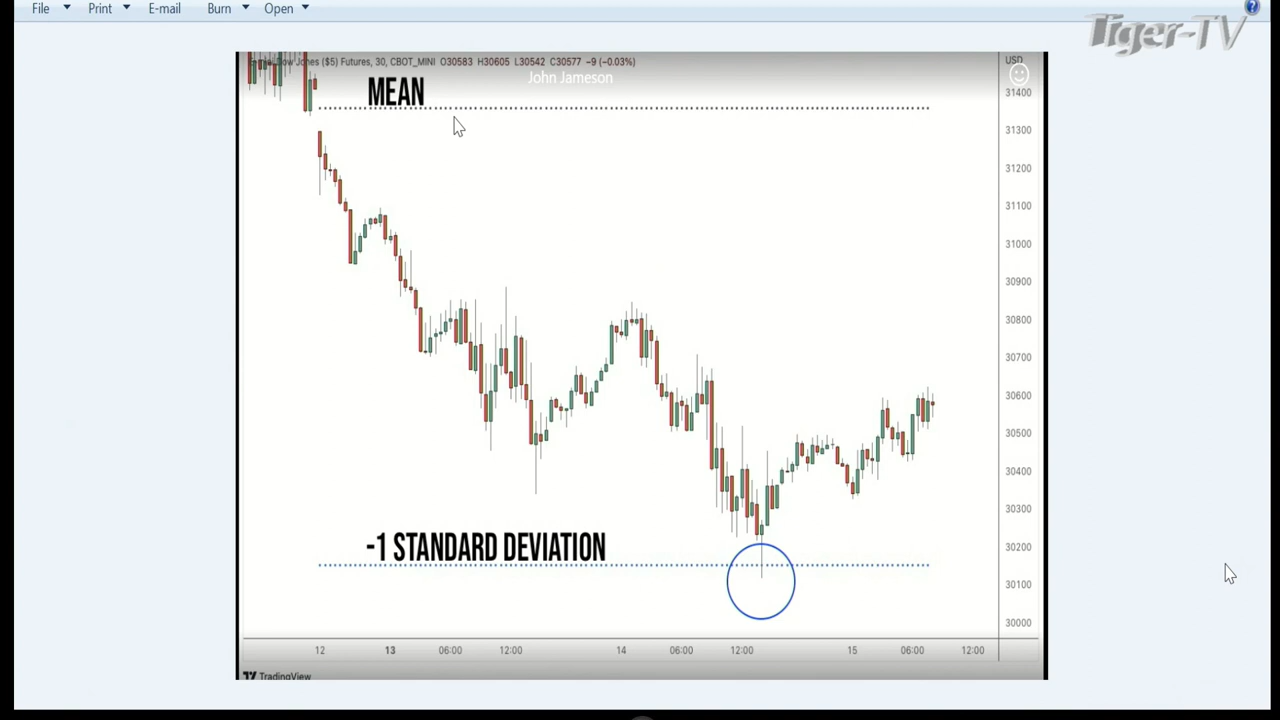 File Print E-mail Burn Open
Tiger-TV
Dow Jones ($5) Futures, 30, CBOT_MINI O30583 H30605 L30542 C30577 −9 (−0.03%)
USD
John Jameson
MEAN
31400
31300
31200
31100
31000
30900
30800
30700
30600
30500
30400
30300
-1 STANDARD DEVIATION
30200
30100
30000
12 13 06:00 12:00 14 06:00 12:00 15 06:00 12:00
TradingView